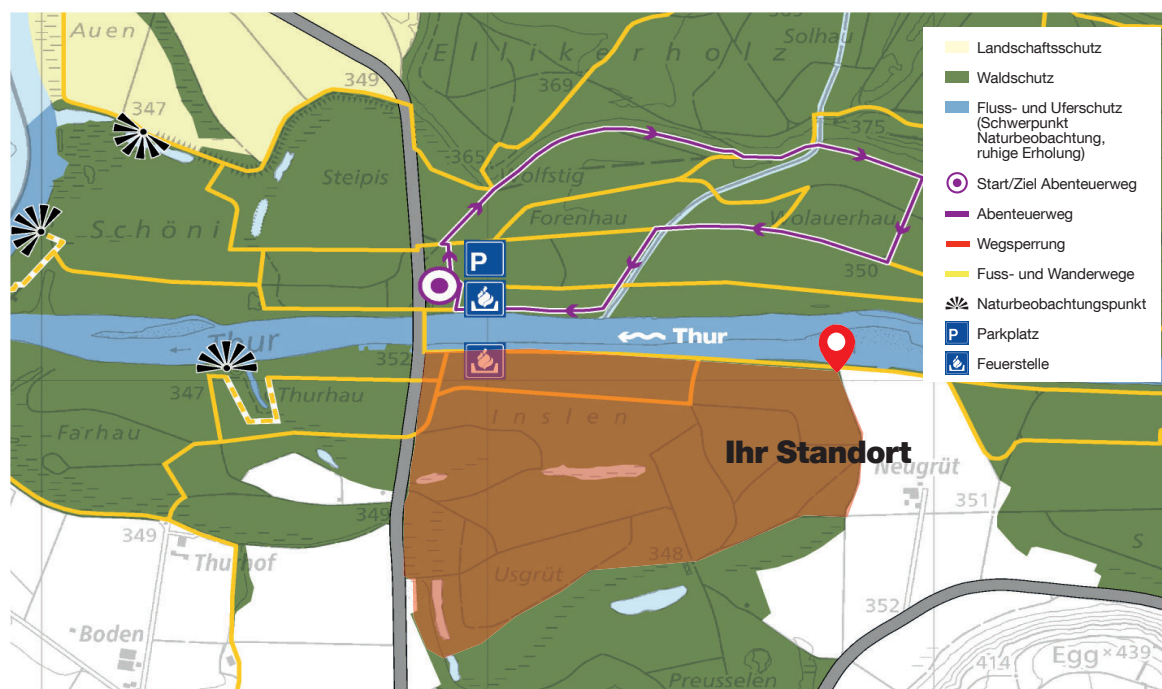 Auen
Ellikerholz
Solhau
369
349
347
375
365
Wolfstig
Steipis
Forenhau
Wolauerhau
Schöni
350
P
Thur
Thur
352
347
Thurhau
Inslen
Farhau
Ihr Standort
Neugrüt
351
349
349
Thurhof
348
Usgrüt
S
352
Boden
Egg × 439
414
Preusselen
Landschaftsschutz
Waldschutz
Fluss- und Uferschutz
(Schwerpunkt
Naturbeobachtung,
ruhige Erholung)
Start/Ziel Abenteuerweg
Abenteuerweg
Wegsperrung
Fuss- und Wanderwege
Naturbeobachtungspunkt
P Parkplatz
Feuerstelle